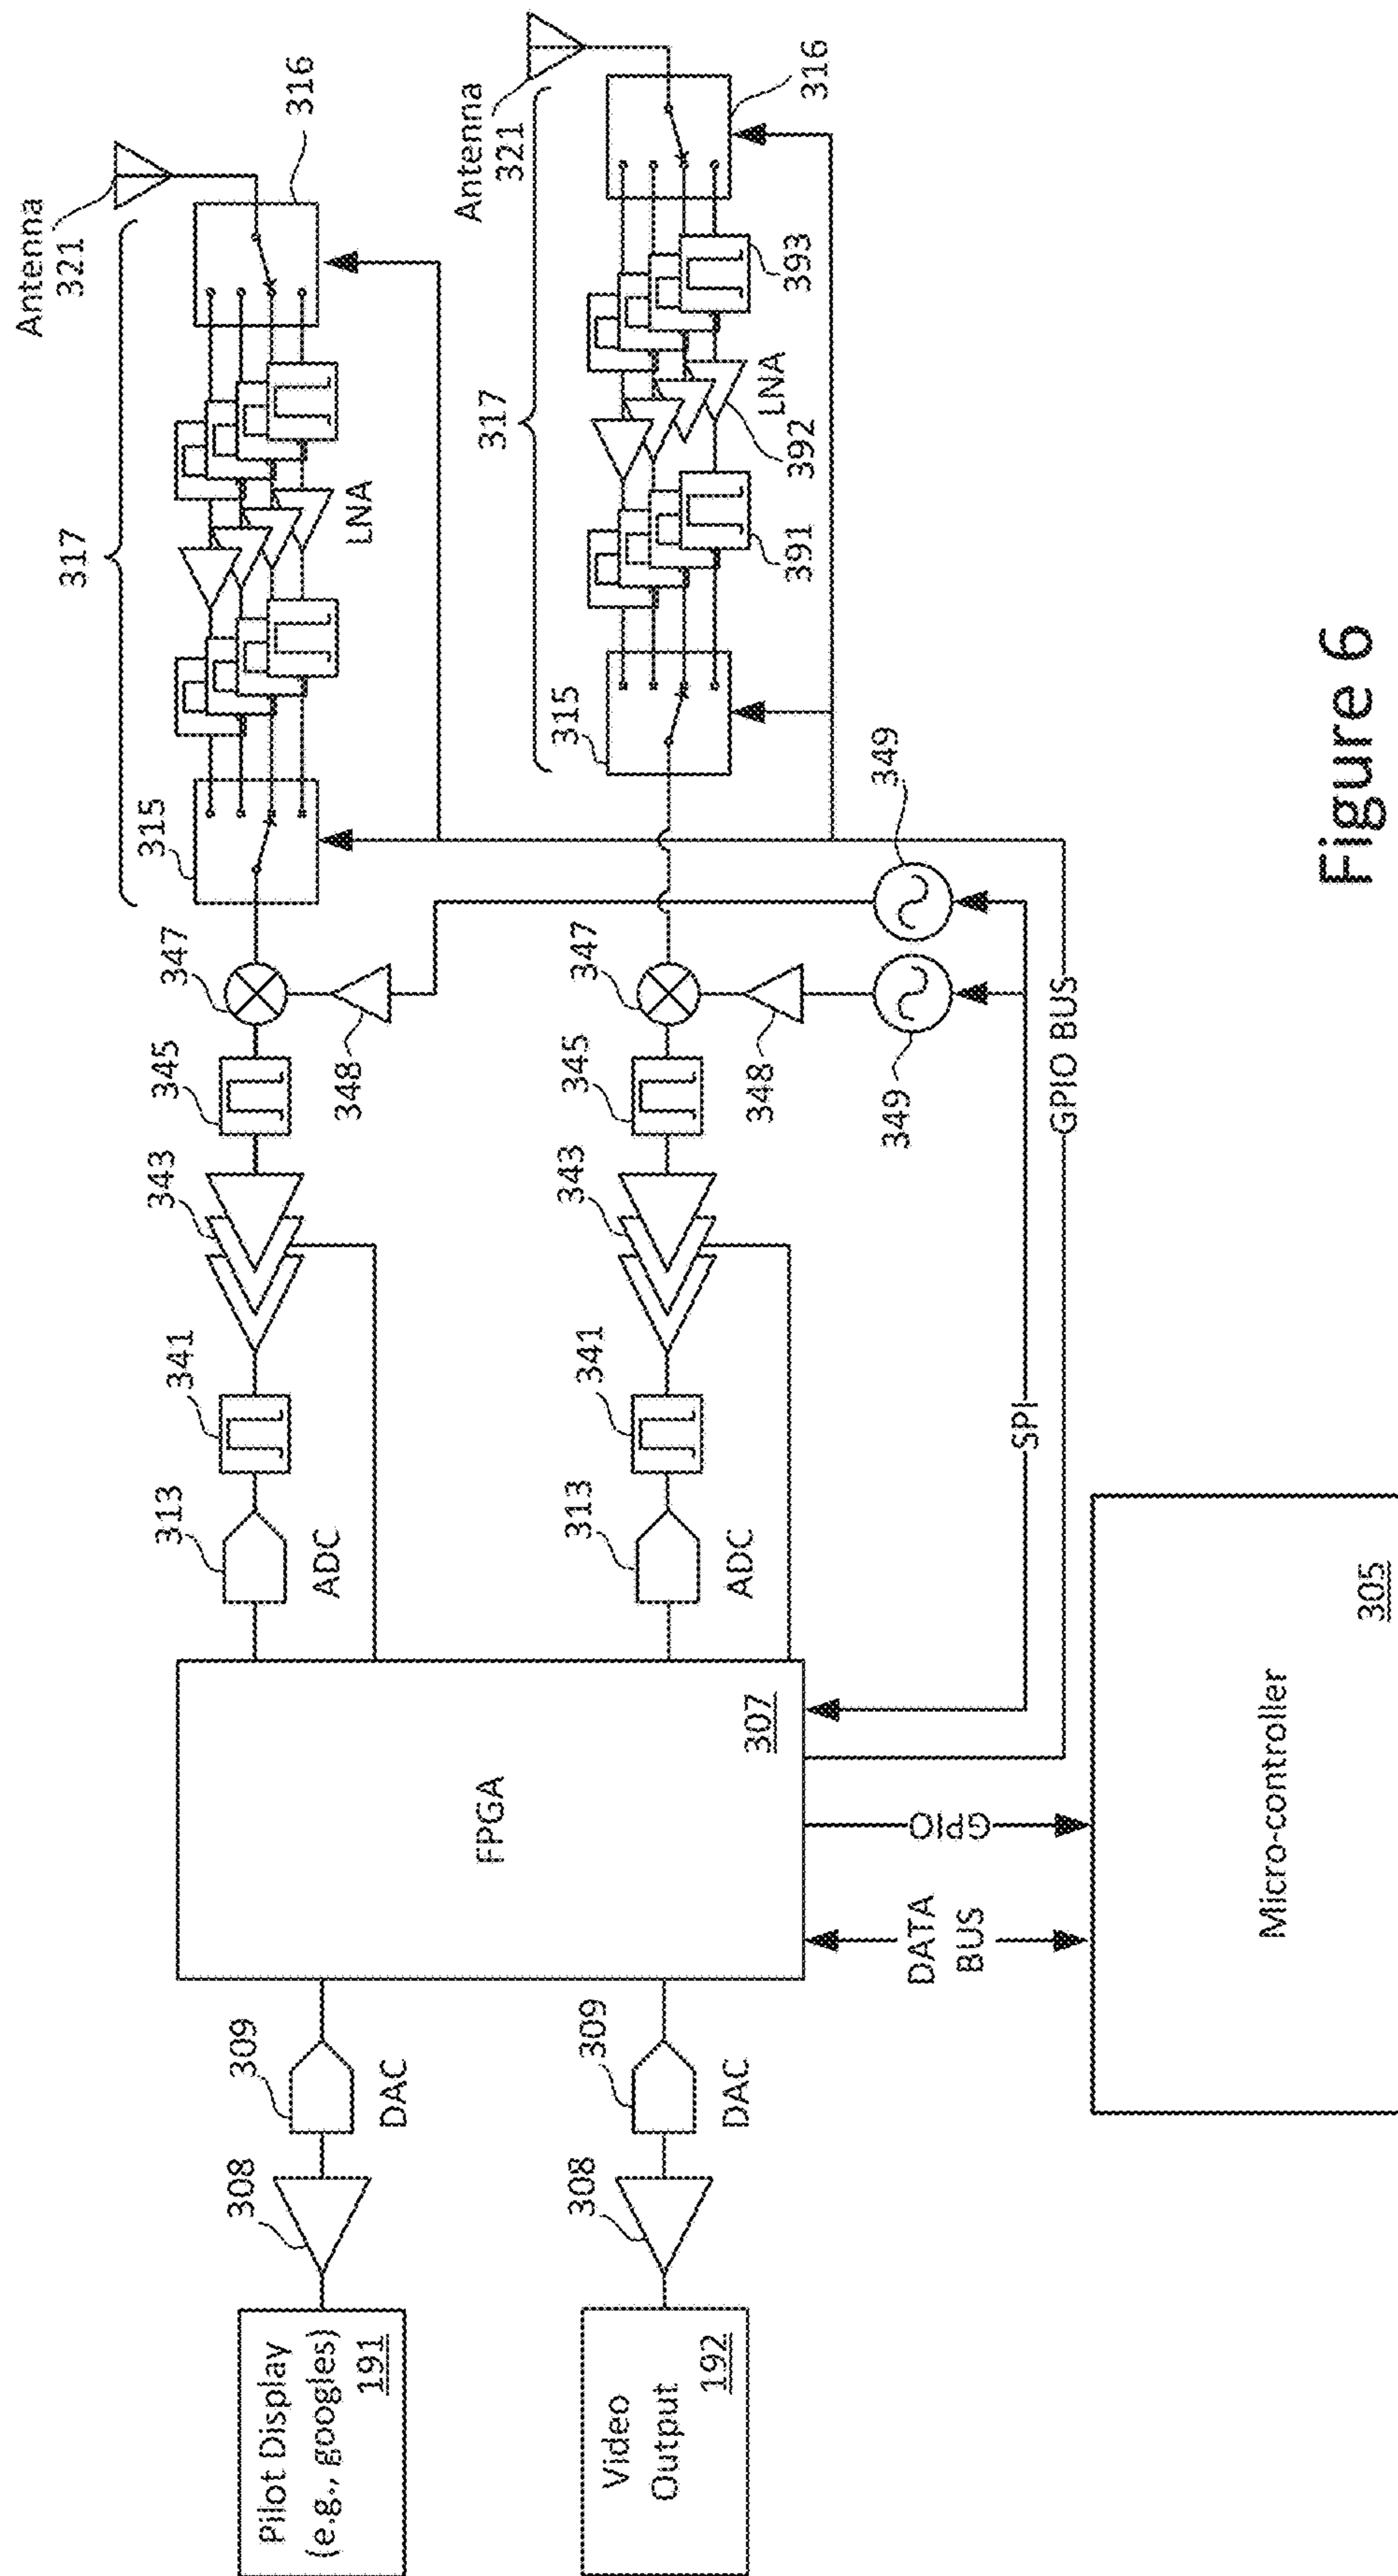 Antenna
321
316
317
315
LNA
347
345
348
343
341
313
ADC
Antenna
321
316
317
393
LNA
392
391
315
349
347
345
348
349
343
341
313
ADC
GPIO BUS
SPI
FPGA
307
GPIO
DATA
BUS
Micro-controller
305
309
DAC
308
309
DAC
308
Pilot Display
(e.g., googles)
191
Video
Output
192
Figure 6